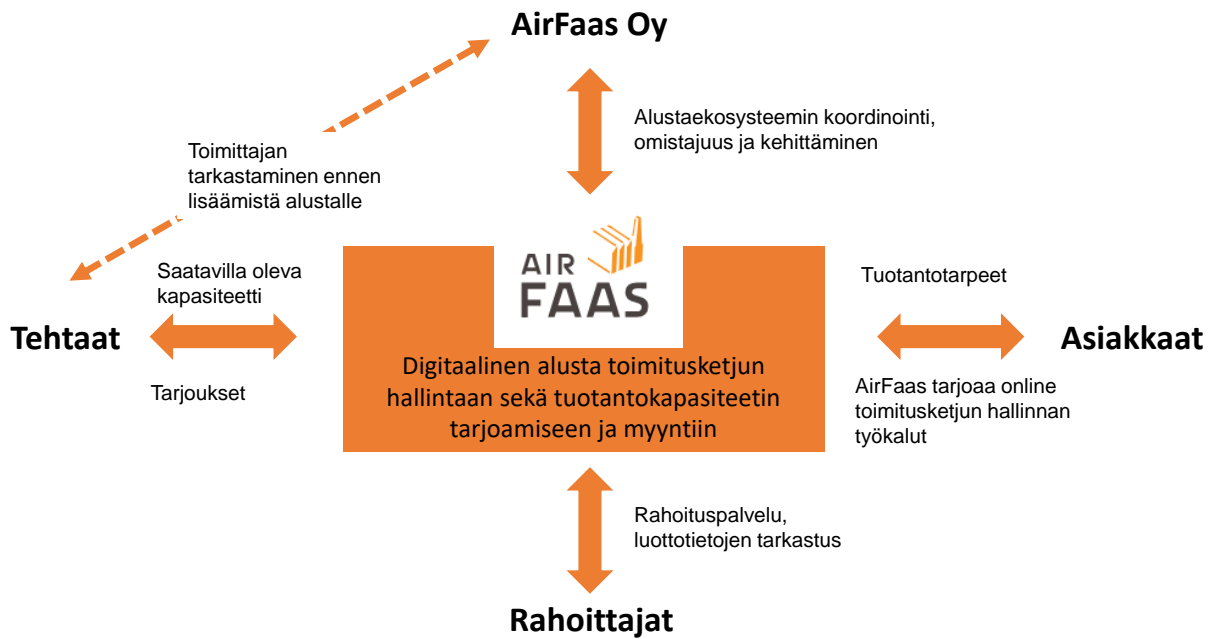 AirFaas Oy
Alustaekosysteemin koordinointi,
omistajuus ja kehittäminen
Toimittajan
tarkastaminen ennen
lisäämistä alustalle
Saatavilla oleva
kapasiteetti
Tehtaat
Tarjoukset
AIR
FAAS
Digitaalinen alusta toimitusketjun
hallintaan sekä tuotantokapasiteetin
tarjoamiseen ja myyntiin
Tuotantotarpeet
Asiakkaat
AirFaas tarjoaa online
toimitusketjun hallinnan
työkalut
Rahoituspalvelu,
luottotietojen tarkastus
Rahoittajat